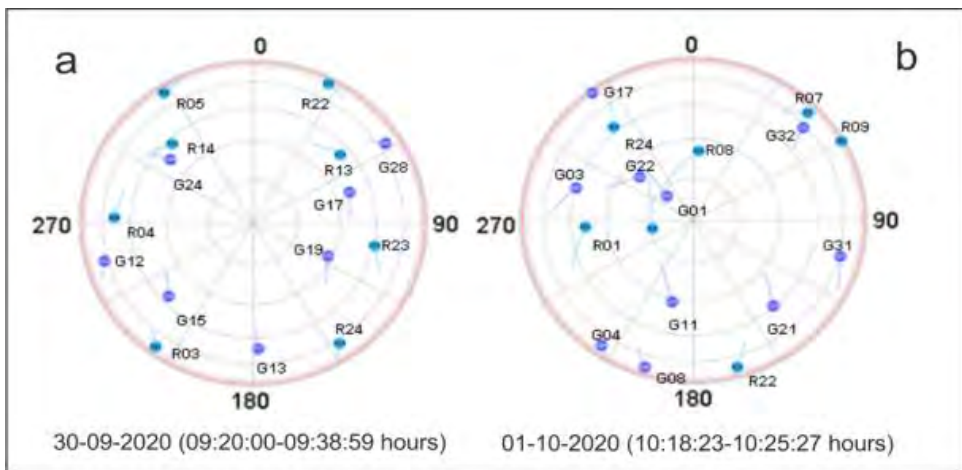 a
0
R05
R22
R14
G24
R13
G28
G17
270
R04
90
G12
G19
R23
G15
R24
R03
G13
180
30-09-2020 (09:20:00-09:38:59 hours)
b
0
G17
R07
G32
R09
R24
R08
G22
G03
G01
270
90
R01
G31
G11
G21
G04
G08
R22
180
01-10-2020 (10:18:23-10:25:27 hours)